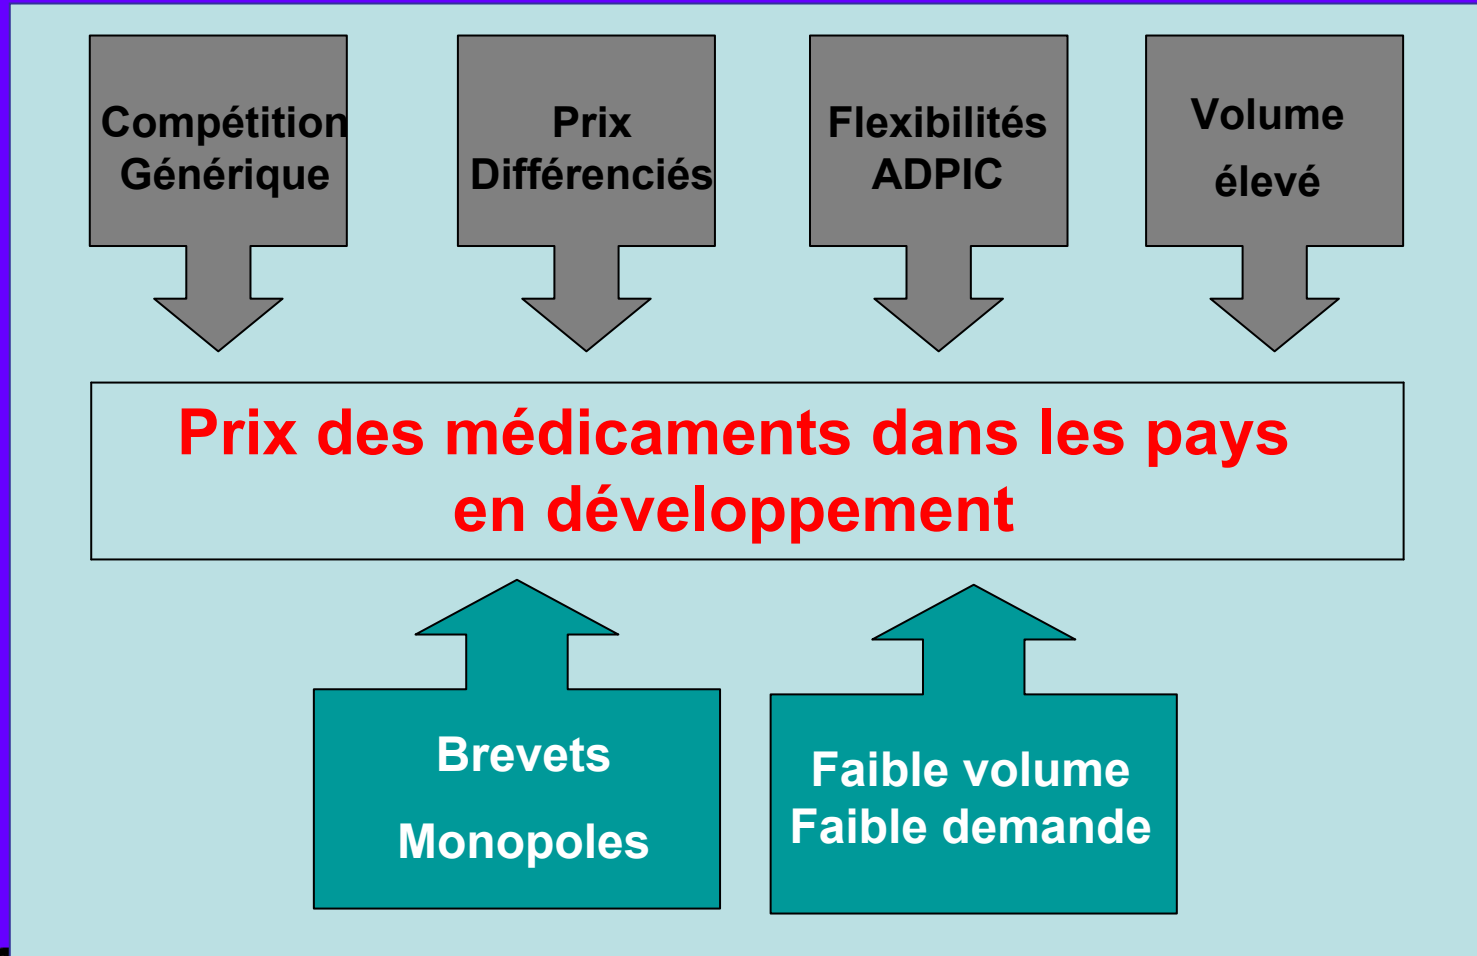 Compétition
Générique
Prix
Différenciés
Flexibilités
ADPIC
Volume
élevé
Prix des médicaments dans les pays
en développement
Brevets
Monopoles
Faible volume
Faible demande